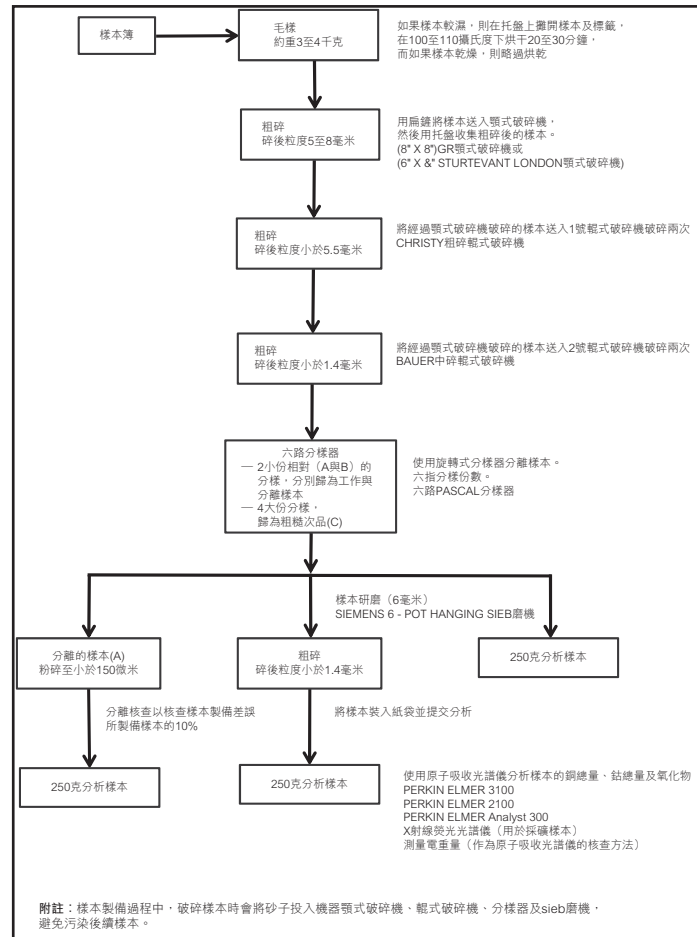 樣本簿
毛樣
約重3至4千克
如果樣本較濕，則在托盤上攤開樣本及標籤，
在100至110攝氏度下烘干20至30分鐘，
而如果樣本乾燥，則略過烘乾
粗碎
碎後粒度5至8毫米
用扁鏟將樣本送入顎式破碎機，
然後用托盤收集粗碎後的樣本。
(8" X 8")GR顎式破碎機或
(6" X &" STURTEVANT LONDON顎式破碎機)
粗碎
碎後粒度小於5.5毫米
將經過顎式破碎機破碎的樣本送入1號輥式破碎機破碎兩次
CHRISTY粗碎輥式破碎機
粗碎
碎後粒度小於1.4毫米
將經過顎式破碎機破碎的樣本送入2號輥式破碎機破碎兩次
BAUER中碎輥式破碎機
六路分樣器
— 2小份相對（A與B）的
分樣，分別歸為工作與
分離樣本
— 4大份分樣，
歸為粗糙次品(C)
使用旋轉式分樣器分離樣本。
六指分樣份數。
六路PASCAL分樣器
樣本研磨（6毫米）
SIEMENS 6 - POT HANGING SIEB磨機
分離的樣本(A)
粉碎至小於150微米
粗碎
碎後粒度小於1.4毫米
250克分析樣本
分離核查以核查樣本製備差誤
所製備樣本的10%
將樣本裝入紙袋並提交分析
250克分析樣本
250克分析樣本
使用原子吸收光譜儀分析樣本的銅總量、鈷總量及氧化物
PERKIN ELMER 3100
PERKIN ELMER 2100
PERKIN ELMER Analyst 300
X射線熒光光譜儀（用於採礦樣本）
測量電重量（作為原子吸收光譜儀的核查方法）
附註：樣本製備過程中，破碎樣本時會將砂子投入機器顎式破碎機、輥式破碎機、分樣器及sieb磨機，
避免污染後續樣本。